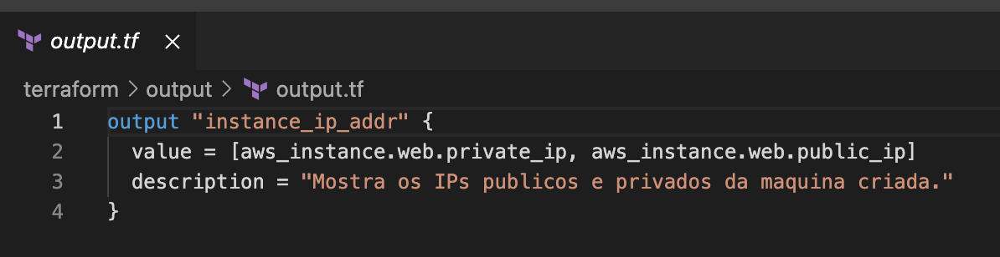 output.tf ×
terraform > output > output.tf
1 output "instance_ip_addr" {
2 value = [aws_instance.web.private_ip, aws_instance.web.public_ip]
3 description = "Mostra os IPs publicos e privados da maquina criada."
4 }